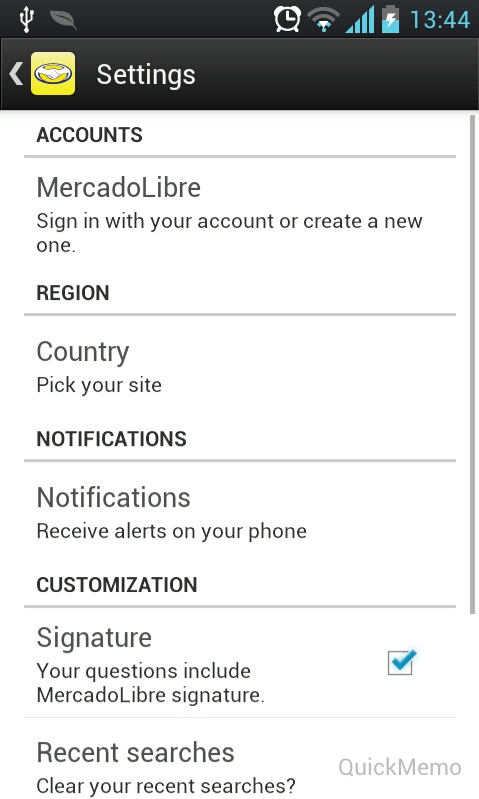 13:44
Settings
ACCOUNTS
MercadoLibre
Sign in with your account or create a new
one.
REGION
Country
Pick your site
NOTIFICATIONS
Notifications
Receive alerts on your phone
CUSTOMIZATION
Signature
Your questions include
MercadoLibre signature.
Recent searches
Clear your recent searches?
QuickMemo